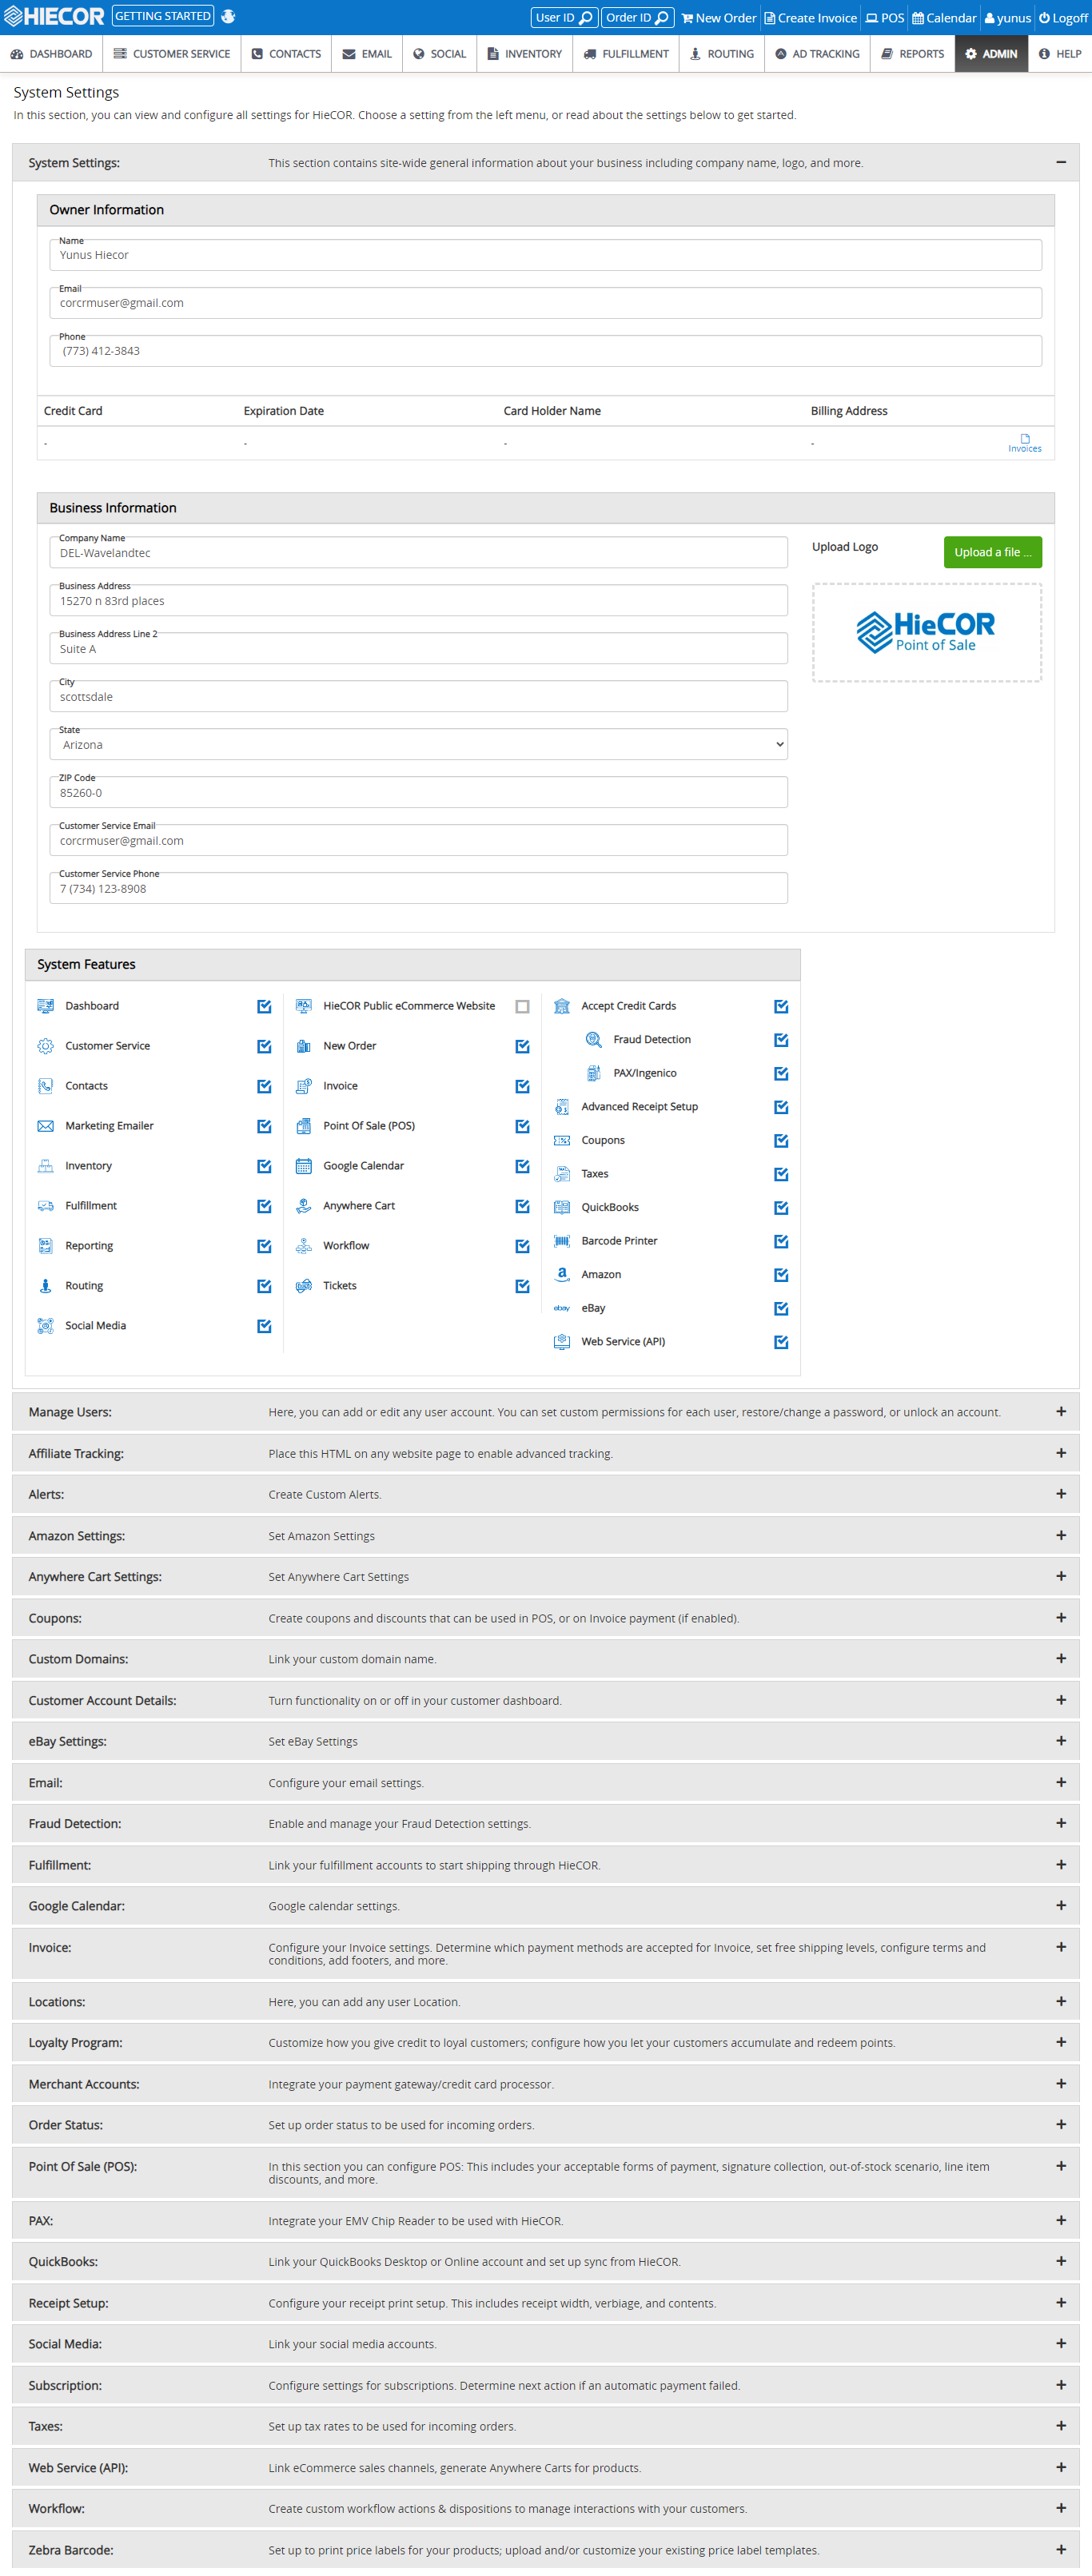 HIECOR GETTING STARTED User ID Order ID New Order Create Invoice POS Calendar yunus Logoff
DASHBOARD CUSTOMER SERVICE CONTACTS EMAIL SOCIAL INVENTORY FULFILLMENT ROUTING AD TRACKING REPORTS ADMIN HELP
System Settings
In this section, you can view and configure all settings for HieCOR. Choose a setting from the left menu, or read about the settings below to get started.
System Settings: This section contains site-wide general information about your business including company name, logo, and more.
Owner Information
Name
Yunus Hiecor
Email
corcrmuser@gmail.com
Phone
(773) 412-3843
Credit Card Expiration Date Card Holder Name Billing Address
- - - -
Invoices
Business Information
Company Name
DEL-Wavelandtec
Upload Logo Upload a file ...
Business Address
15270 n 83rd places
HieCOR
Point of Sale
Business Address Line 2
Suite A
City
scottsdale
State
Arizona
ZIP Code
85260-0
Customer Service Email
corcrmuser@gmail.com
Customer Service Phone
7 (734) 123-8908
System Features
Dashboard
Customer Service
Contacts
Marketing Emailer
Inventory
Fulfillment
Reporting
Routing
Social Media
HieCOR Public eCommerce Website
New Order
Invoice
Point Of Sale (POS)
Google Calendar
Anywhere Cart
Workflow
Tickets
Accept Credit Cards
Fraud Detection
PAX/Ingenico
Advanced Receipt Setup
Coupons
Taxes
QuickBooks
Barcode Printer
Amazon
ebay eBay
Web Service (API)
Manage Users: Here, you can add or edit any user account. You can set custom permissions for each user, restore/change a password, or unlock an account.
Affiliate Tracking: Place this HTML on any website page to enable advanced tracking.
Alerts: Create Custom Alerts.
Amazon Settings: Set Amazon Settings
Anywhere Cart Settings: Set Anywhere Cart Settings
Coupons: Create coupons and discounts that can be used in POS, or on Invoice payment (if enabled).
Custom Domains: Link your custom domain name.
Customer Account Details: Turn functionality on or off in your customer dashboard.
eBay Settings: Set eBay Settings
Email: Configure your email settings.
Fraud Detection: Enable and manage your Fraud Detection settings.
Fulfillment: Link your fulfillment accounts to start shipping through HieCOR.
Google Calendar: Google calendar settings.
Invoice: Configure your Invoice settings. Determine which payment methods are accepted for Invoice, set free shipping levels, configure terms and
conditions, add footers, and more.
Locations: Here, you can add any user Location.
Loyalty Program: Customize how you give credit to loyal customers; configure how you let your customers accumulate and redeem points.
Merchant Accounts: Integrate your payment gateway/credit card processor.
Order Status: Set up order status to be used for incoming orders.
Point Of Sale (POS): In this section you can configure POS: This includes your acceptable forms of payment, signature collection, out-of-stock scenario, line item
discounts, and more.
PAX: Integrate your EMV Chip Reader to be used with HieCOR.
QuickBooks: Link your QuickBooks Desktop or Online account and set up sync from HieCOR.
Receipt Setup: Configure your receipt print setup. This includes receipt width, verbiage, and contents.
Social Media: Link your social media accounts.
Subscription: Configure settings for subscriptions. Determine next action if an automatic payment failed.
Taxes: Set up tax rates to be used for incoming orders.
Web Service (API): Link eCommerce sales channels, generate Anywhere Carts for products.
Workflow: Create custom workflow actions & dispositions to manage interactions with your customers.
Zebra Barcode: Set up to print price labels for your products; upload and/or customize your existing price label templates.